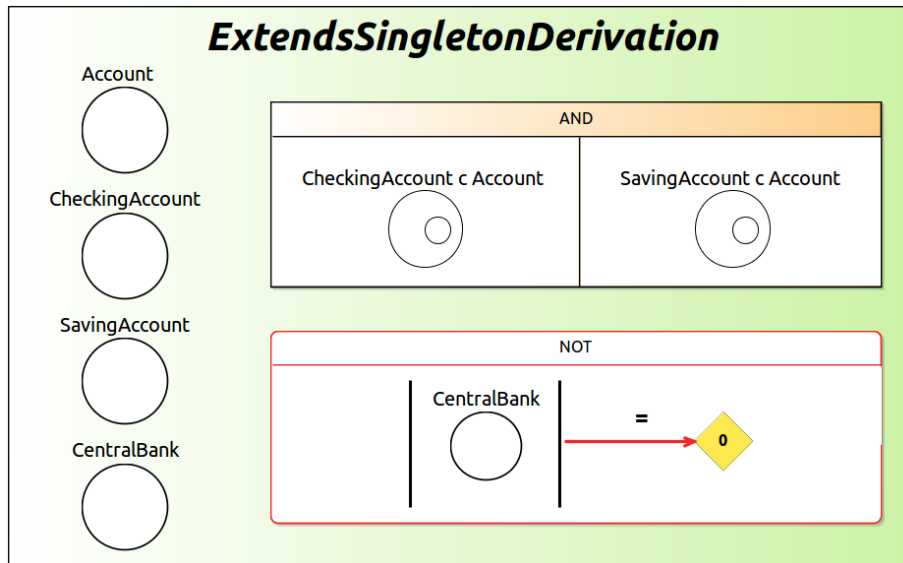 ExtendsSingletonDerivation
Account
CheckingAccount
SavingAccount
CentralBank
AND
CheckingAccount c Account
SavingAccount c Account
NOT
CentralBank
=
0